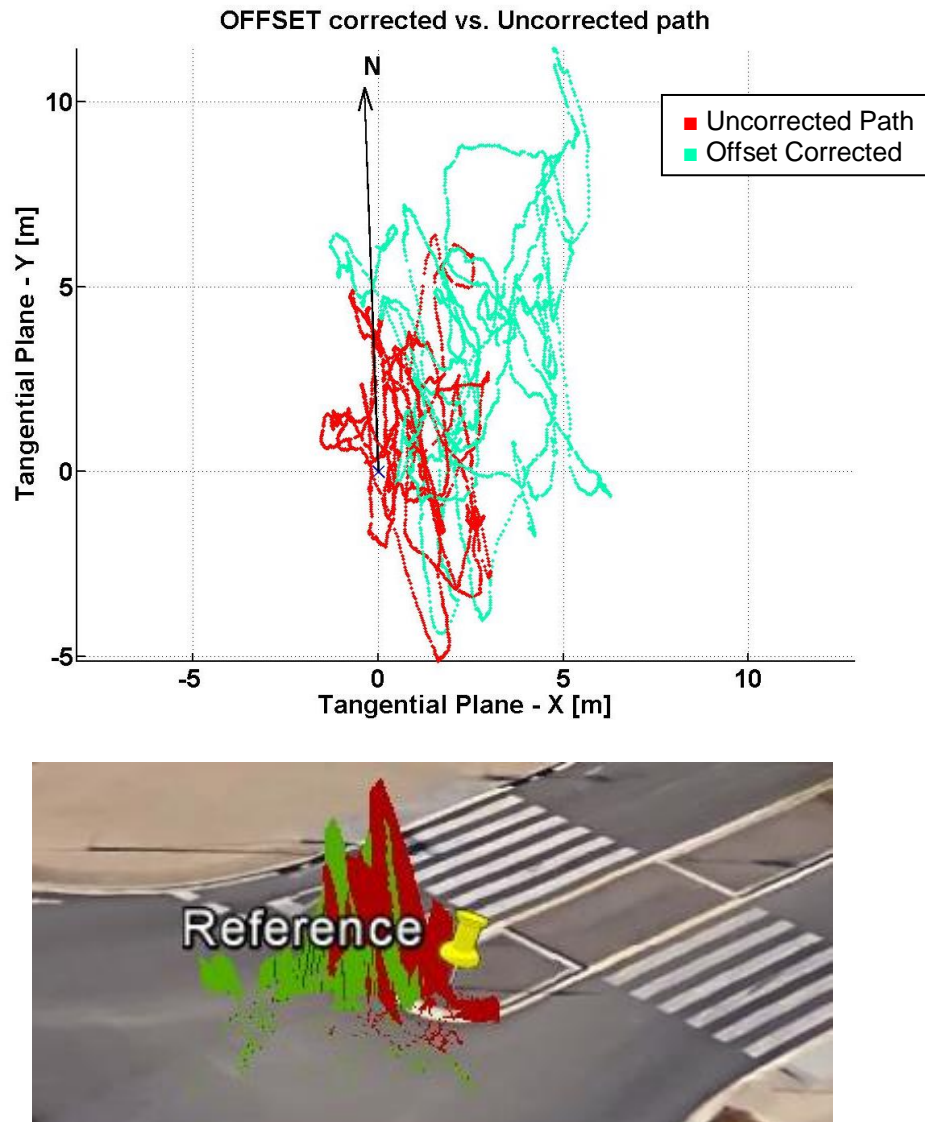 OFFSET corrected vs. Uncorrected path
N
10
5
0
-5
Tangential Plane - Y [m]
-5 0 5 10
Tangential Plane - X [m]
Uncorrected Path
Offset Corrected
Reference